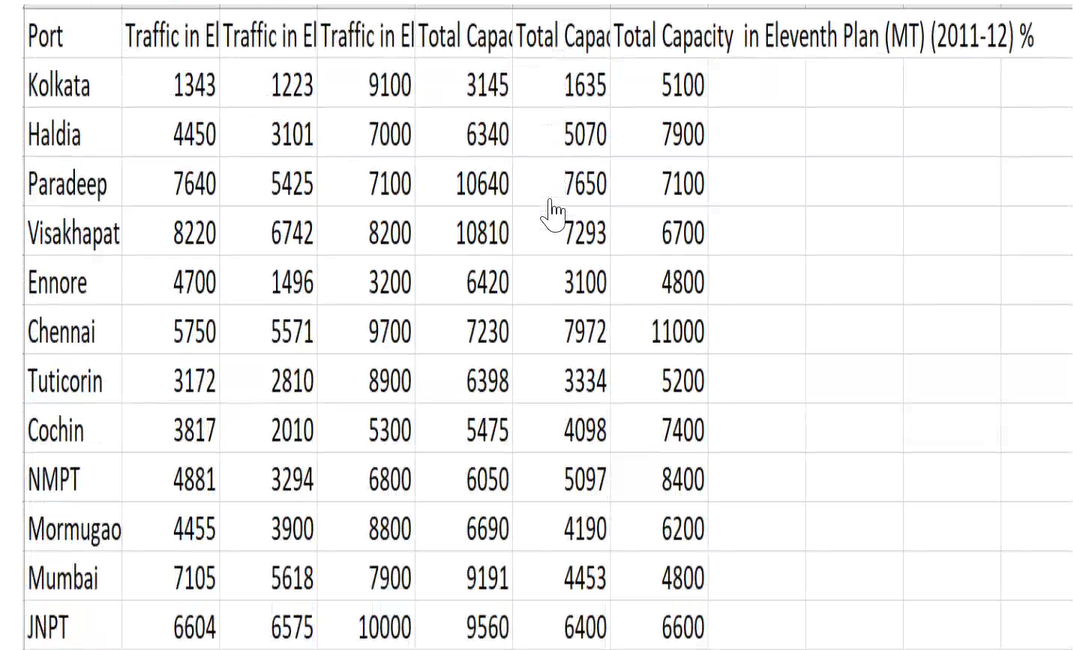 Port Traffic in El Traffic in El Traffic in El Total Capac Total Capac Total Capacity in Eleventh Plan (MT) (2011-12) %
Kolkata 1343 1223 9100 3145 1635 5100
Haldia 4450 3101 7000 6340 5070 7900
Paradeep 7640 5425 7100 10640 7650 7100
Visakhapat 8220 6742 8200 10810 7293 6700
Ennore 4700 1496 3200 6420 3100 4800
Chennai 5750 5571 9700 7230 7972 11000
Tuticorin 3172 2810 8900 6398 3334 5200
Cochin 3817 2010 5300 5475 4098 7400
NMPT 4881 3294 6800 6050 5097 8400
Mormugao 4455 3900 8800 6690 4190 6200
Mumbai 7105 5618 7900 9191 4453 4800
JNPT 6604 6575 10000 9560 6400 6600